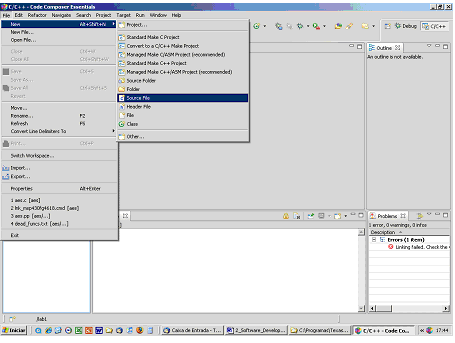 C/C++ - Code Composer Essentials
File Edit Refactor Navigate Search Project Target Run Window Help
New Alt+Shift+N
New File...
Open File...
Close Ctrl+W
Close All Ctrl+Shift+W
Save Ctrl+S
Save As...
Save All Ctrl+Shift+S
Revert
Move...
Rename... F2
Refresh F5
Convert Line Delimiters To
Print... Ctrl+P
Switch Workspace...
Import...
Export...
Properties Alt+Enter
1 aes.c [aes]
2 lnk_msp430fg4618.cmd [aes]
3 aes.pp [aes/...]
4 dead_funcs.txt [aes/...]
Exit
Project...
Standard Make C Project
Convert to a C/C++ Make Project
Managed Make C/ASM Project (recommended)
Standard Make C++ Project
Managed Make C++/ASM Project (recommended)
Source Folder
Folder
Source File
Header File
File
Class
Other...
Debug C/C++
Outline
An outline is not available.
Problems
1 error, 0 warnings, 0 infos
Description
Errors (1 item)
Linking failed. Check the
/lab1
Iniciar
Caixa de Entrada - T...
2_Software_Develop...
C:\Programas\Texas...
C/C++ - Code Co...
17:44